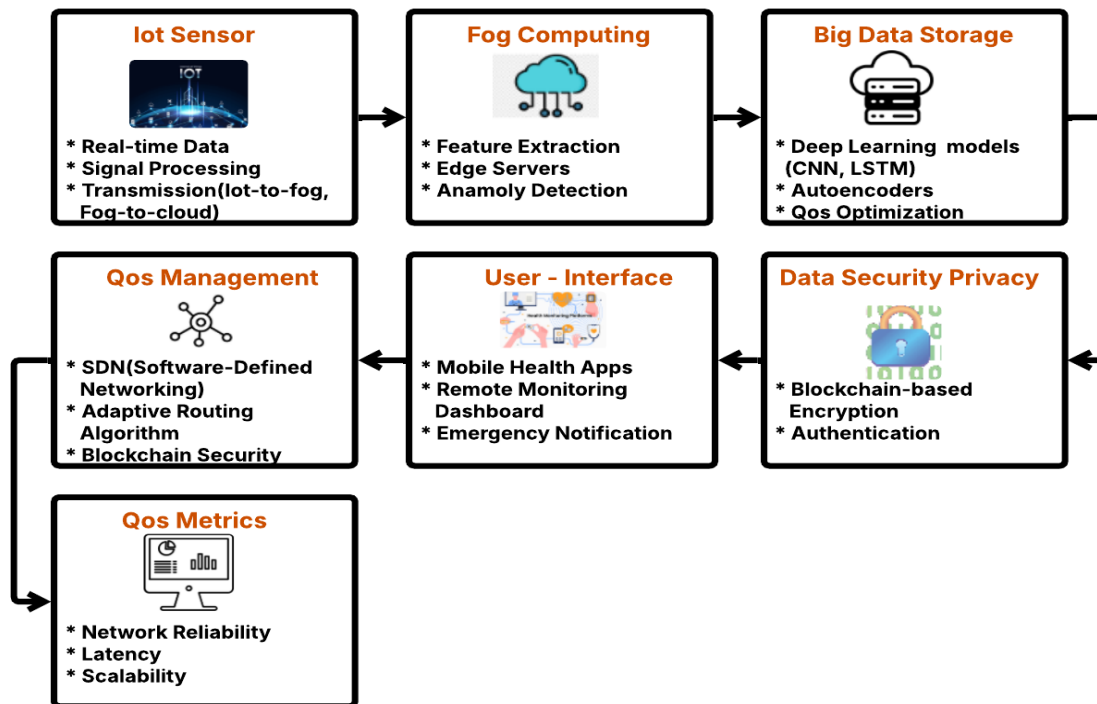 Iot Sensor
IOT
* Real-time Data
* Signal Processing
* Transmission(Iot-to-fog,
Fog-to-cloud)
Fog Computing
* Feature Extraction
* Edge Servers
* Anamoly Detection
Big Data Storage
* Deep Learning models
(CNN, LSTM)
* Autoencoders
* Qos Optimization
Qos Management
* SDN(Software-Defined
Networking)
* Adaptive Routing
Algorithm
* Blockchain Security
User - Interface
Health Monitoring Platforms
* Mobile Health Apps
* Remote Monitoring
Dashboard
* Emergency Notification
Data Security Privacy
* Blockchain-based
Encryption
* Authentication
Qos Metrics
* Network Reliability
* Latency
* Scalability